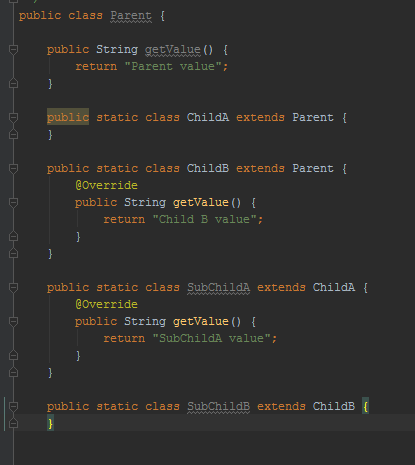 public class Parent {
public String getValue() {
return "Parent value";
}
public static class ChildA extends Parent {
}
public static class ChildB extends Parent {
@Override
public String getValue() {
return "Child B value";
}
}
public static class SubChildA extends ChildA {
@Override
public String getValue() {
return "SubChildA value";
}
}
public static class SubChildB extends ChildB {
}